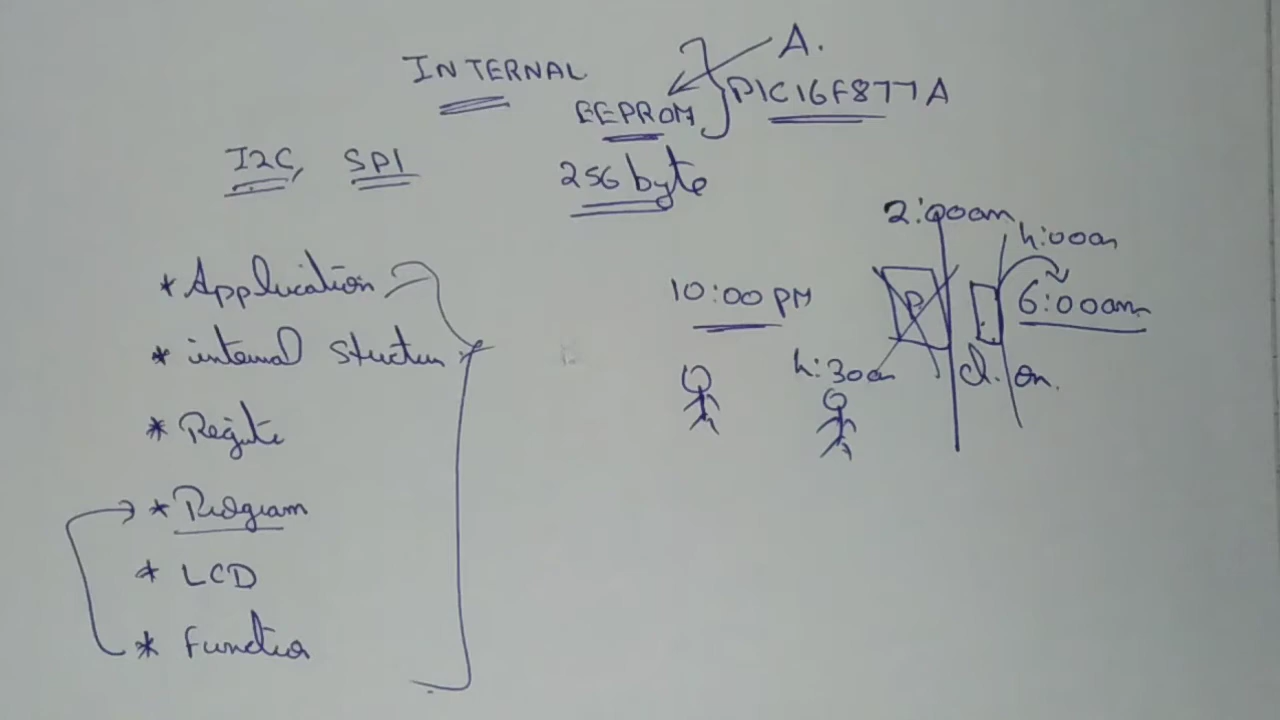 A.
INTERNAL
EEPROM } PIC16F877A
I2C, SPI
256 byte
2:00am
4:00am
10:00 PM
P
6:00am
4:30am
on.
* Application
* internal structure
* Register
* Program
* LCD
* Function